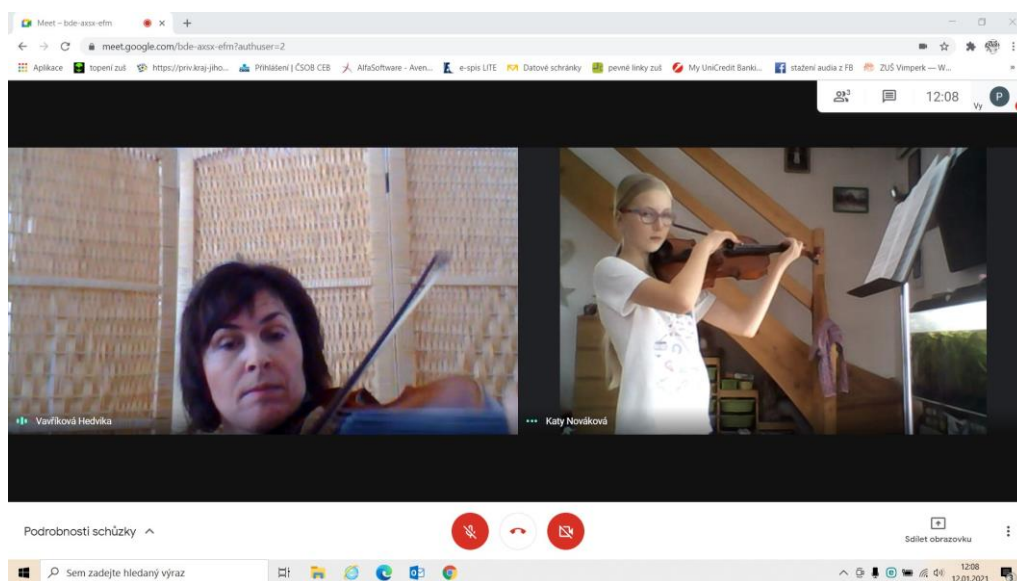 Meet – bde-axsx-efm
meet.google.com/bde-axsx-efm?authuser=2
Aplikace topení zuš https://priv.kraj-jiho... Přihlášení | ČSOB CEB AlfaSoftware - Aven... e-spis LITE Datové schránky pevné linky zuš My UniCredit Banki... stažení audia z FB ZUŠ Vimperk — W...
3 12:08 Vy P
Vavříková Hedvika
Katy Nováková
Podrobnosti schůzky
Sdílet obrazovku
Sem zadejte hledaný výraz
12:08
12.01.2021